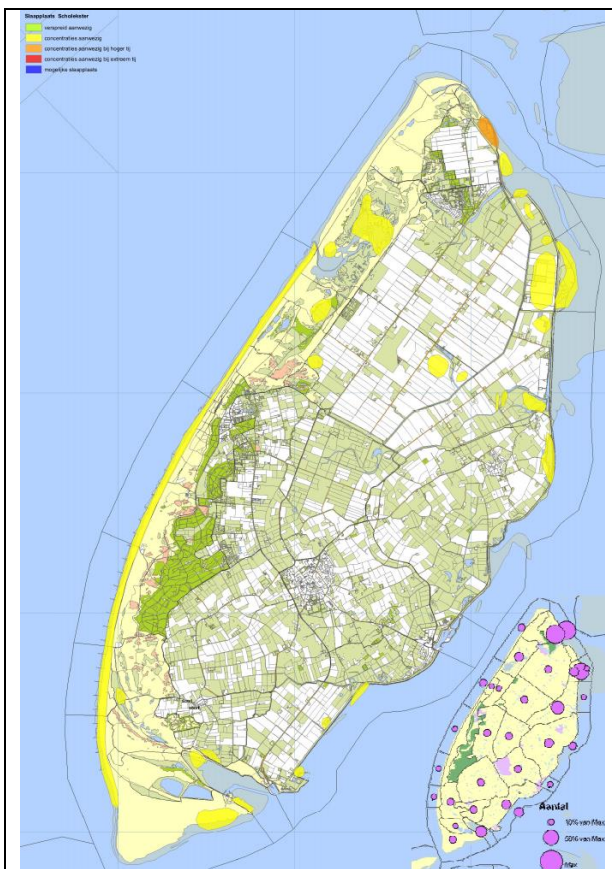 Slaapplaats Scholekster
verspreid aanwezig
concentraties aanwezig
concentraties aanwezig bij hoger tij
concentraties aanwezig bij extreem tij
mogelijke slaapplaats
Aantal
10% van Max
50% van Max
Max